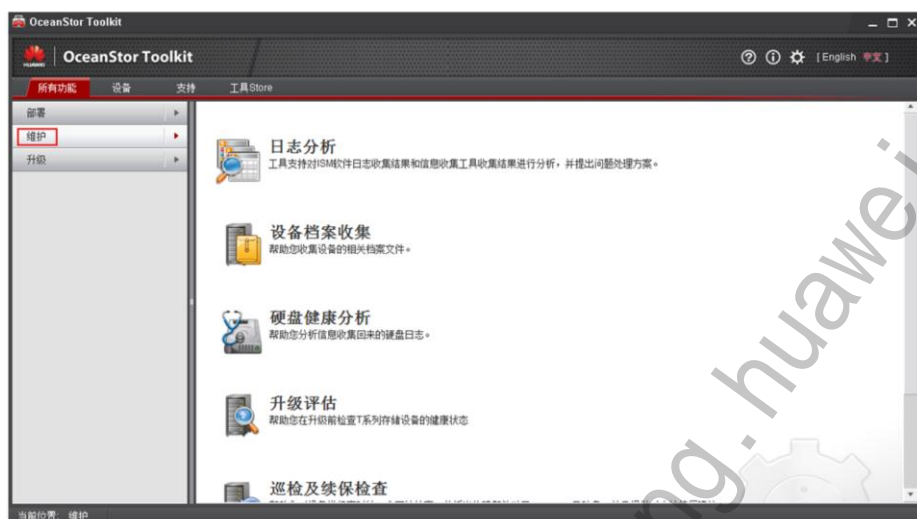 OceanStor Toolkit
HUAWEI
OceanStor Toolkit
[English 中文]
所有功能
设备
支持
工具Store
部署
维护
升级
日志分析
工具支持对ISM软件日志收集结果和信息收集工具收集结果进行分析，并提出问题处理方案。
设备档案收集
帮助您收集设备的相关档案文件。
硬盘健康分析
帮助您分析信息收集回来的硬盘日志。
升级评估
帮助您在升级前检查T系列存储设备的健康状态
巡检及续保检查
当前位置: 维护
ng.huawei.